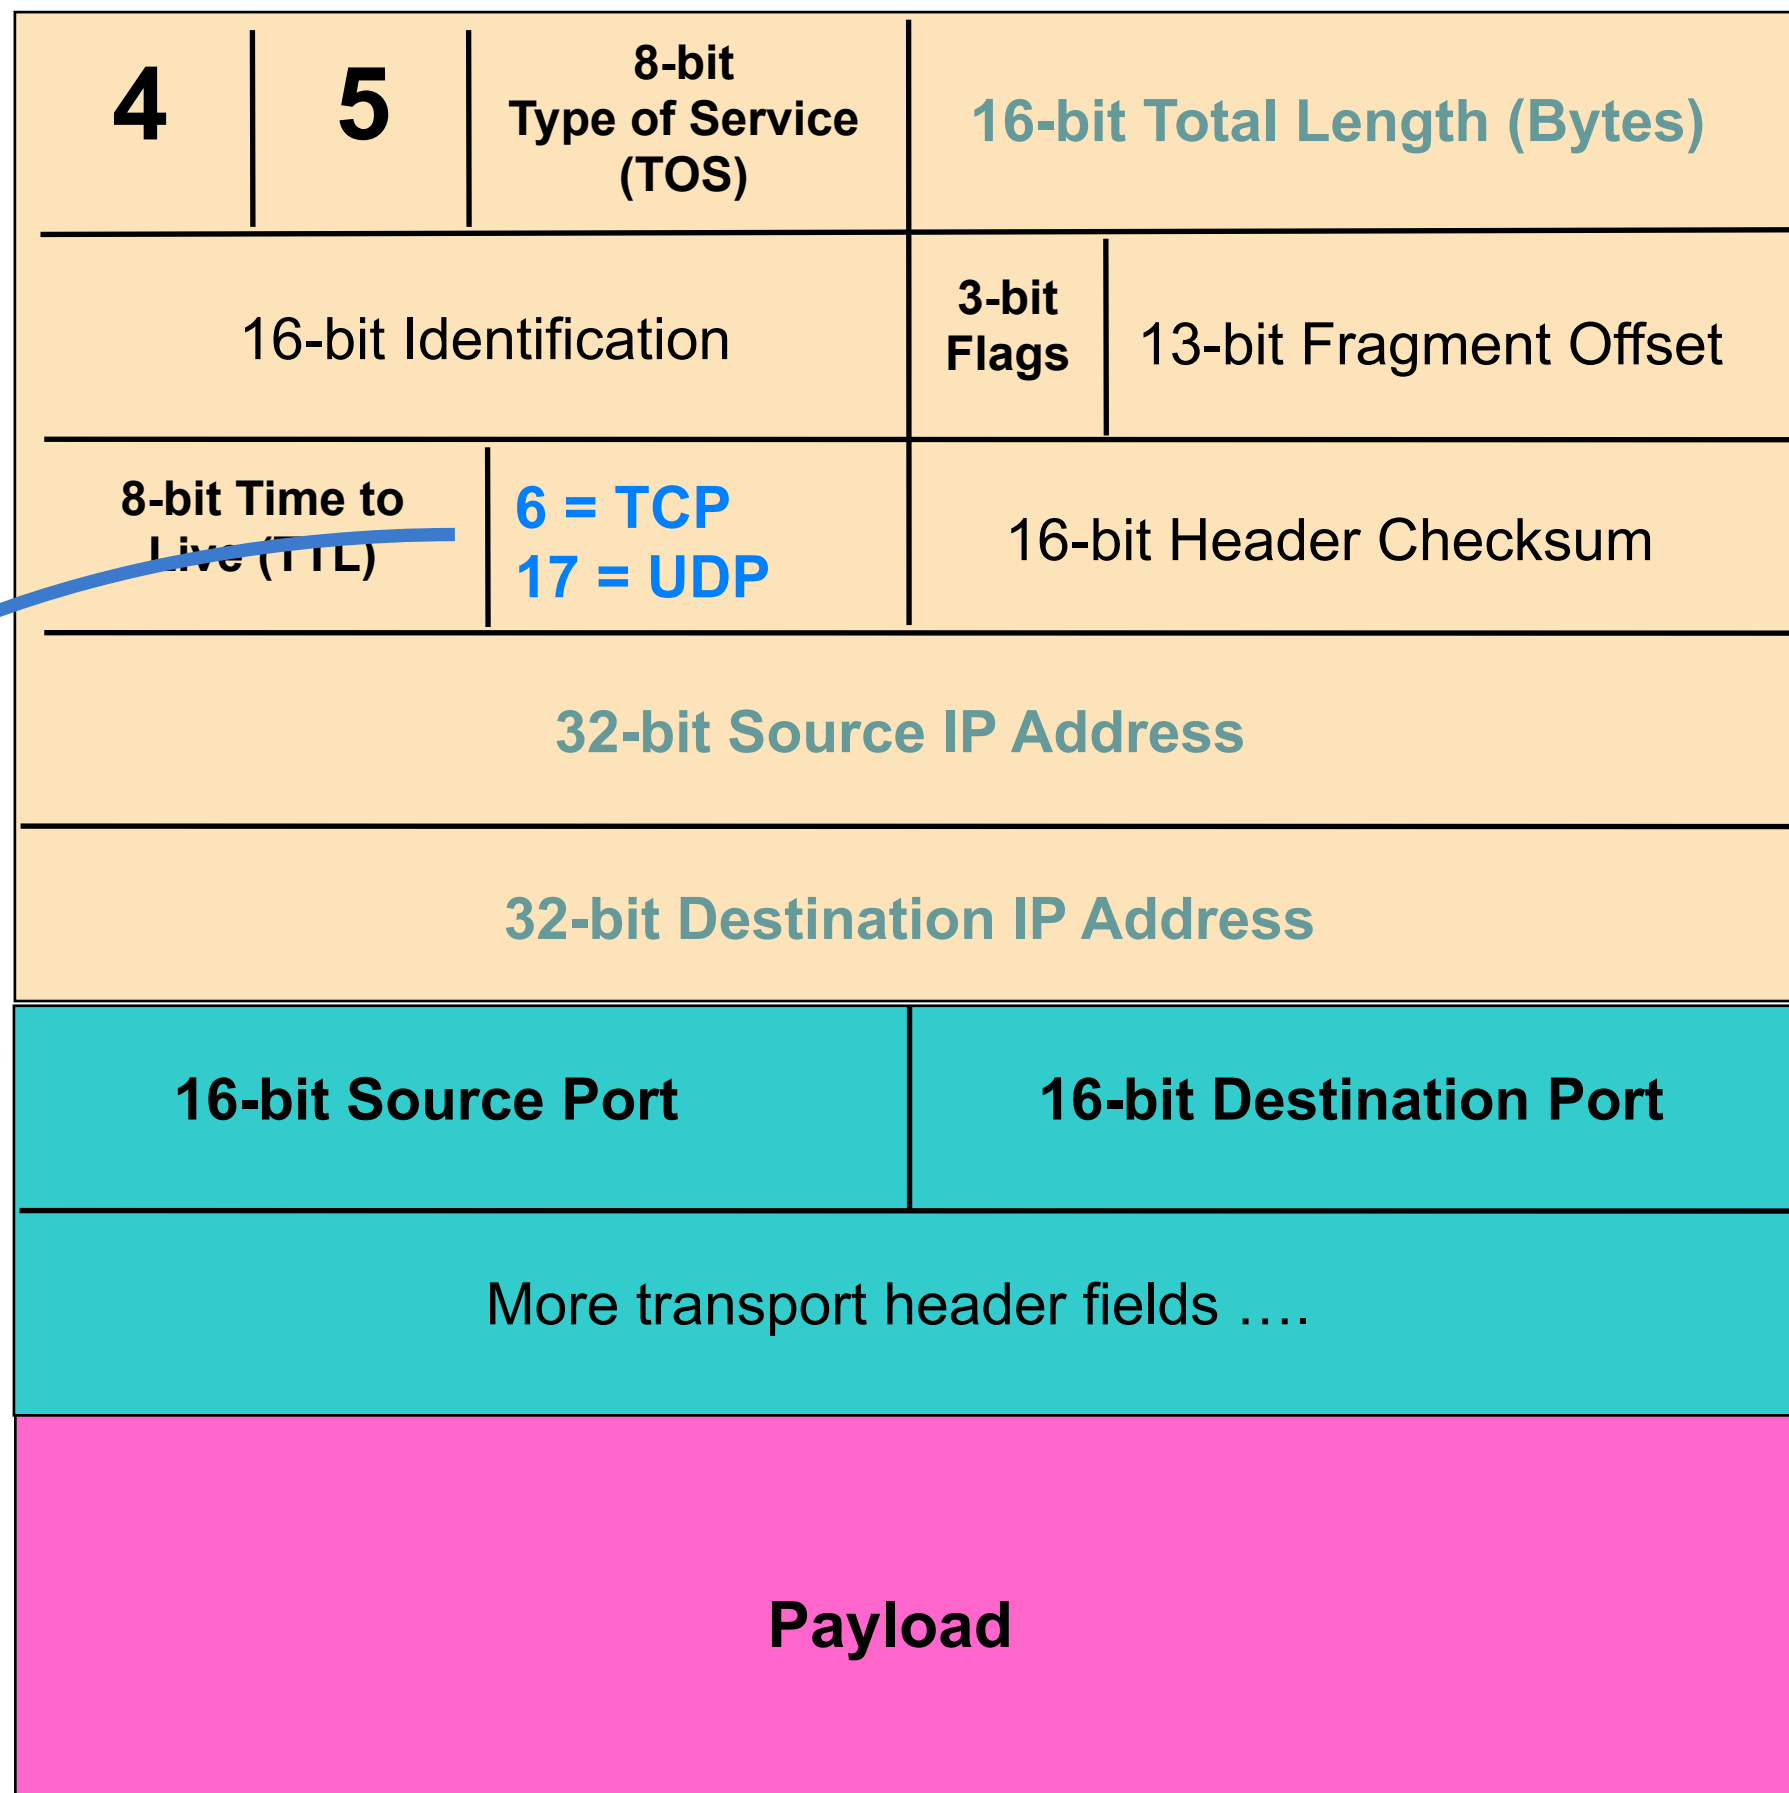 4
5
8-bit
Type of Service
(TOS)
16-bit Total Length (Bytes)
16-bit Identification
3-bit
Flags
13-bit Fragment Offset
8-bit Time to
Live (TTL)
6 = TCP
17 = UDP
16-bit Header Checksum
32-bit Source IP Address
32-bit Destination IP Address
16-bit Source Port
16-bit Destination Port
More transport header fields ….
Payload